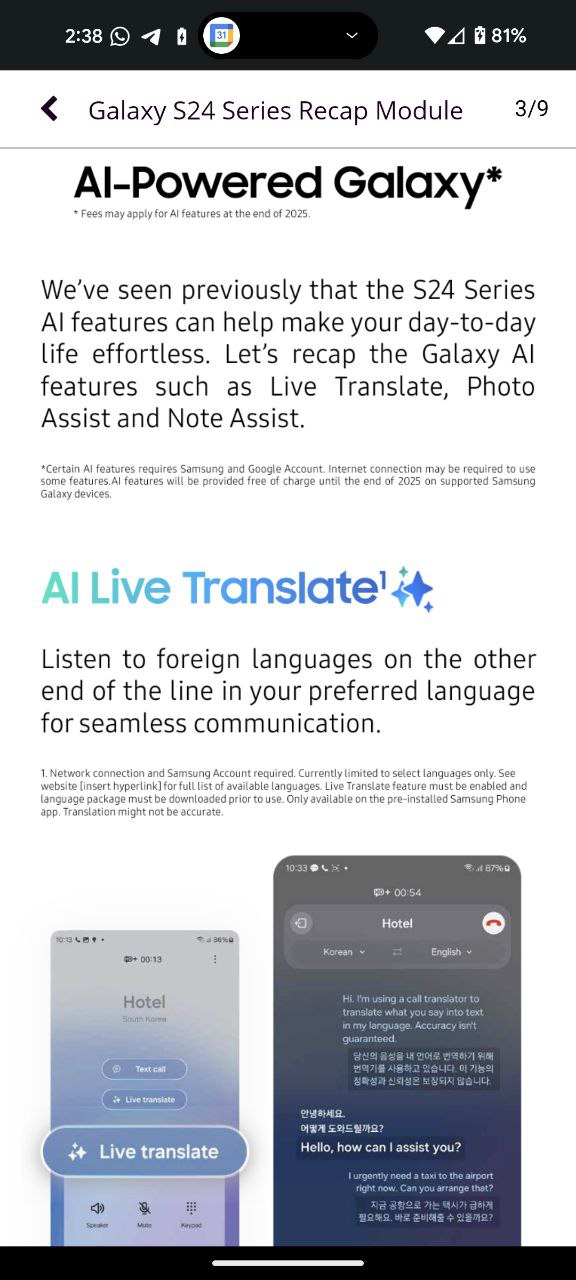 2:38
31
81%
Galaxy S24 Series Recap Module
3/9
AI-Powered Galaxy*
* Fees may apply for AI features at the end of 2025.
We've seen previously that the S24 Series
AI features can help make your day-to-day
life effortless. Let's recap the Galaxy AI
features such as Live Translate, Photo
Assist and Note Assist.
*Certain AI features requires Samsung and Google Account. Internet connection may be required to use
some features.AI features will be provided free of charge until the end of 2025 on supported Samsung
Galaxy devices.
AI Live Translate¹
Listen to foreign languages on the other
end of the line in your preferred language
for seamless communication.
1. Network connection and Samsung Account required. Currently limited to select languages only. See
website [insert hyperlink] for full list of available languages. Live Translate feature must be enabled and
language package must be downloaded prior to use. Only available on the pre-installed Samsung Phone
app. Translation might not be accurate.
10:13
86%
00:13
Hotel
South Korea
Text call
Live translate
Live translate
Speaker
Mute
Keypad
10:33
87%
00:54
Hotel
Korean
English
Hi. I'm using a call translator to
translate what you say into text
in my language. Accuracy isn't
guaranteed.
당신의 음성을 내 언어로 번역하기 위해
번역기를 사용하고 있습니다. 이 기능의
정확성과 신뢰성은 보장되지 않습니다.
안녕하세요.
어떻게 도와드릴까요?
Hello, how can I assist you?
I urgently need a taxi to the airport
right now. Can you arrange that?
지금 공항으로 가는 택시가 급하게
필요해요. 바로 준비해줄 수 있을까요?